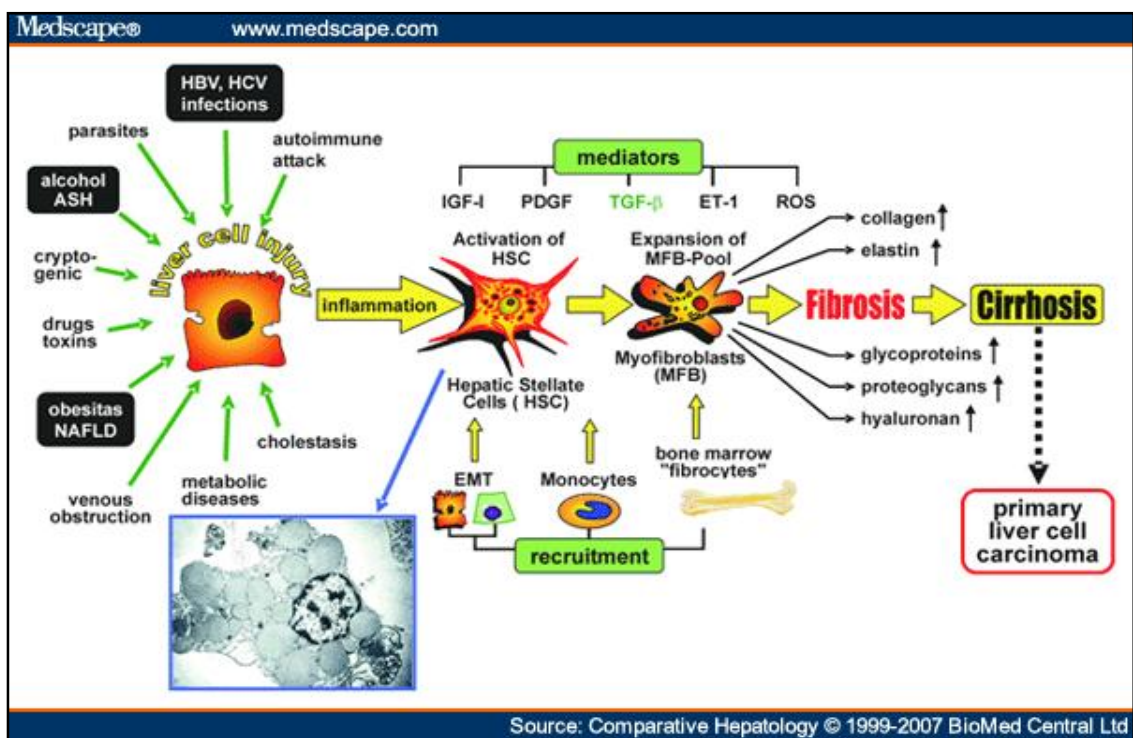 Medscape® www.medscape.com
HBV, HCV
infections
parasites
autoimmune
attack
alcohol
ASH
liver cell injury
crypto-
genic
drugs
toxins
obesitas
NAFLD
venous
obstruction
metabolic
diseases
cholestasis
inflammation
mediators
IGF-I PDGF TGF-β ET-1 ROS
Activation of
HSC
Hepatic Stellate
Cells ( HSC)
Expansion of
MFB-Pool
Myofibroblasts
(MFB)
collagen
elastin
glycoproteins
proteoglycans
hyaluronan
Fibrosis
Cirrhosis
EMT
Monocytes
bone marrow
"fibrocytes"
recruitment
primary
liver cell
carcinoma
Source: Comparative Hepatology © 1999-2007 BioMed Central Ltd